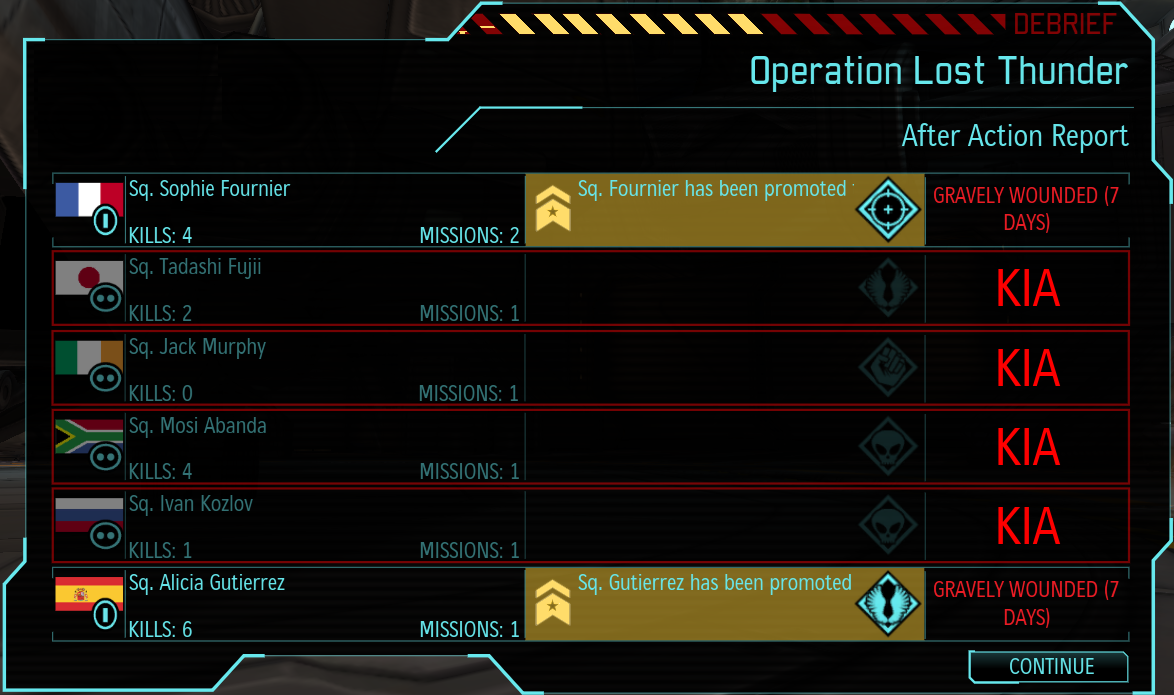 DEBRIEF
Operation Lost Thunder
After Action Report
Sq. Sophie Fournier
KILLS: 4
MISSIONS: 2
Sq. Fournier has been promoted
GRAVELY WOUNDED (7
DAYS)
Sq. Tadashi Fujii
KILLS: 2
MISSIONS: 1
KIA
Sq. Jack Murphy
KILLS: 0
MISSIONS: 1
KIA
Sq. Mosi Abanda
KILLS: 4
MISSIONS: 1
KIA
Sq. Ivan Kozlov
KILLS: 1
MISSIONS: 1
KIA
Sq. Alicia Gutierrez
KILLS: 6
MISSIONS: 1
Sq. Gutierrez has been promoted
GRAVELY WOUNDED (7
DAYS)
CONTINUE